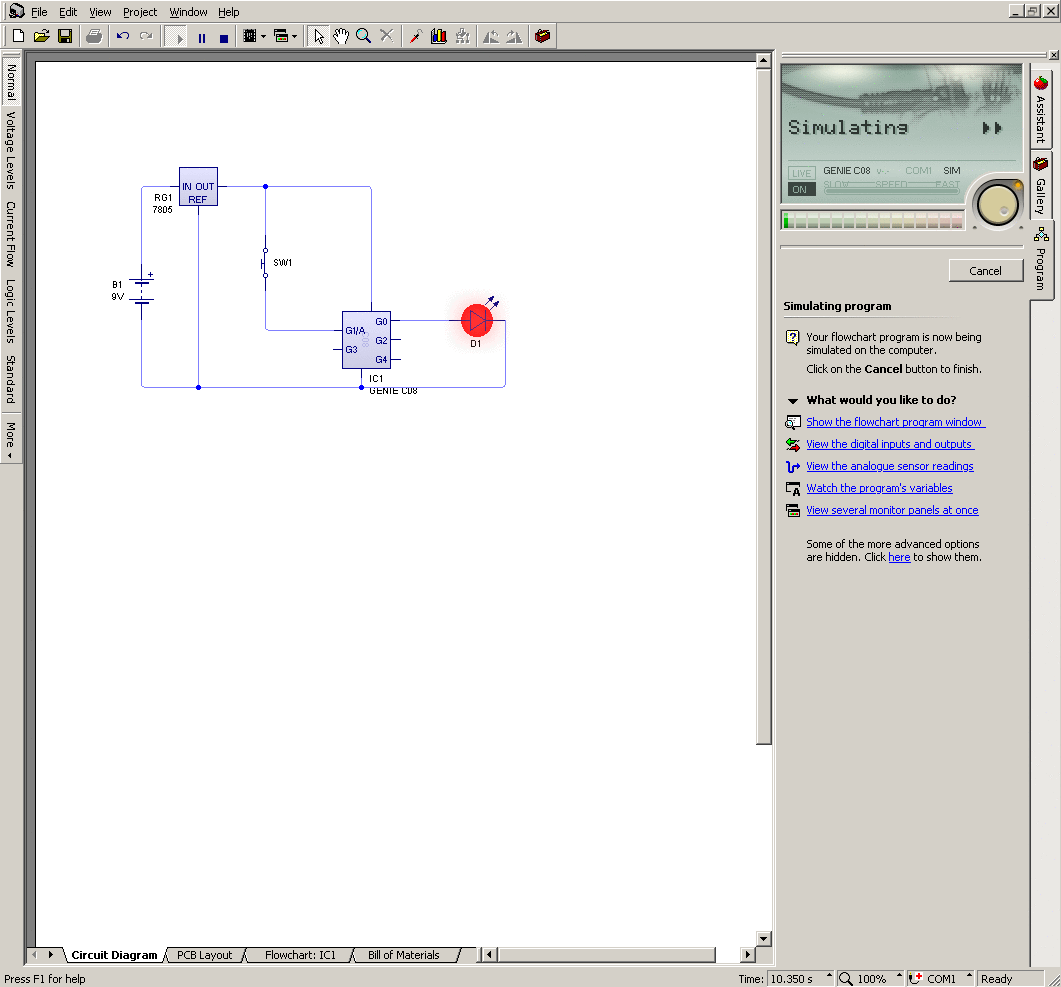 File Edit View Project Window Help
Normal
Voltage Levels
Current Flow
Logic Levels
Standard
More
IN OUT
REF
RG1
7805
SW1
B1
9V
+
G0
G1/A
G2
G3
G4
IC1
GENIE C08
D1
Simulating
LIVE GENIE C08 v-.- COM1 SIM
ON SLOW SPEED FAST
Assistant
Gallery
Program
Cancel
Simulating program
Your flowchart program is now being
simulated on the computer.
Click on the Cancel button to finish.
What would you like to do?
Show the flowchart program window
View the digital inputs and outputs
View the analogue sensor readings
Watch the program's variables
View several monitor panels at once
Some of the more advanced options
are hidden. Click here to show them.
Circuit Diagram PCB Layout Flowchart: IC1 Bill of Materials
Press F1 for help Time: 10.350 s 100% COM1 Ready